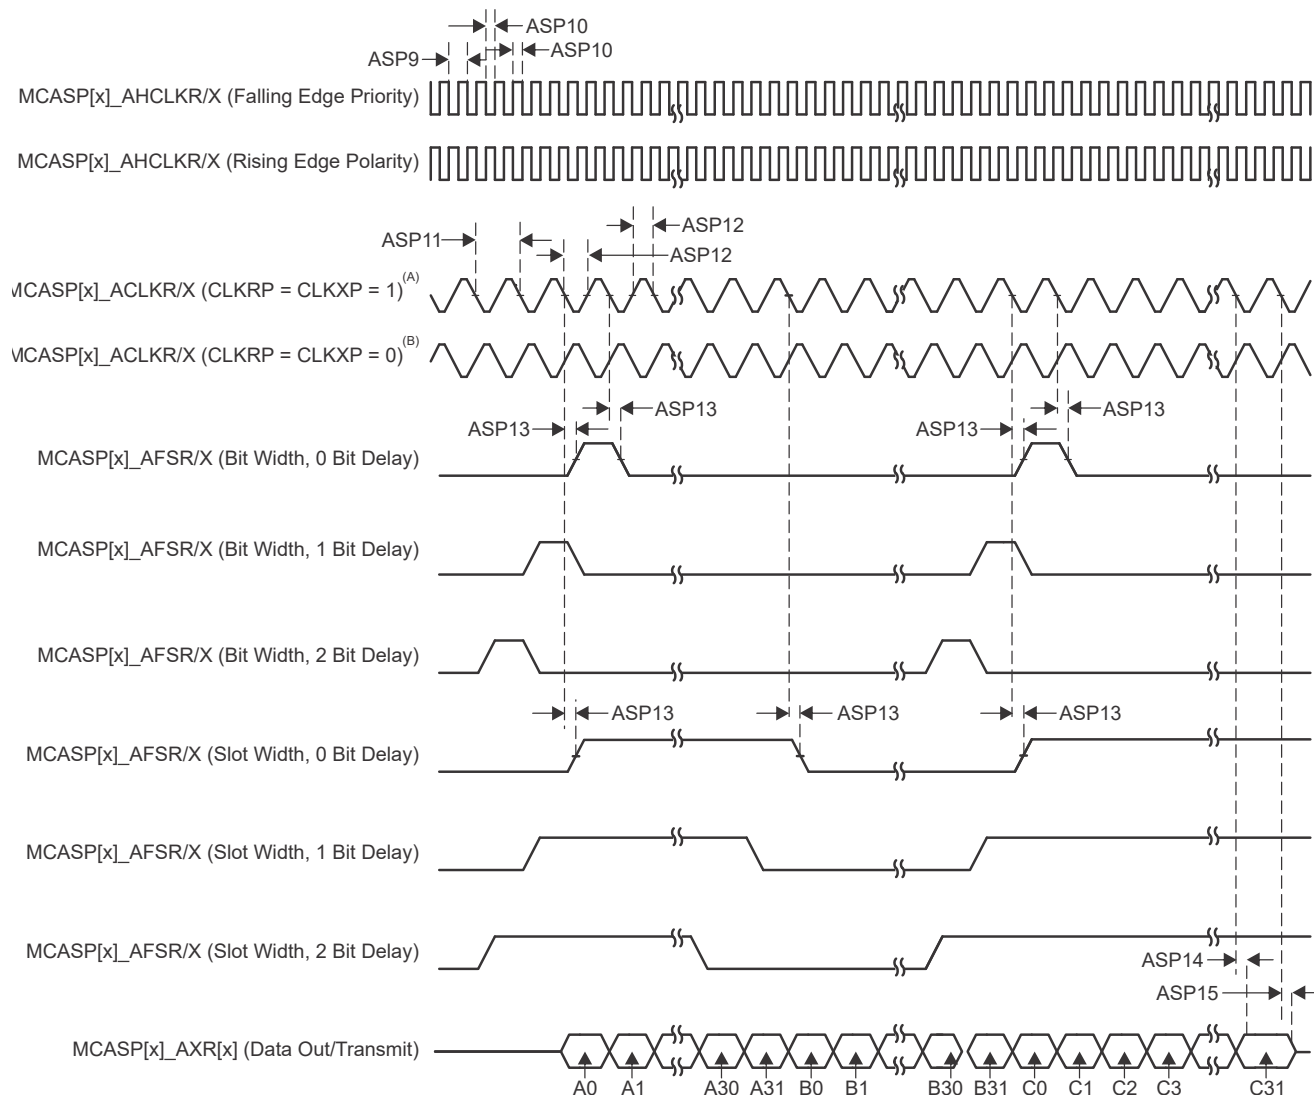 ASP10
ASP10
ASP9
MCASP[x]_AHCLKR/X (Falling Edge Priority)
MCASP[x]_AHCLKR/X (Rising Edge Polarity)
ASP12
ASP11
ASP12
MCASP[x]_ACLKR/X (CLKRP = CLKXP = 1)(A)
MCASP[x]_ACLKR/X (CLKRP = CLKXP = 0)(B)
ASP13
ASP13
ASP13
ASP13
MCASP[x]_AFSR/X (Bit Width, 0 Bit Delay)
MCASP[x]_AFSR/X (Bit Width, 1 Bit Delay)
MCASP[x]_AFSR/X (Bit Width, 2 Bit Delay)
ASP13 ASP13 ASP13
MCASP[x]_AFSR/X (Slot Width, 0 Bit Delay)
MCASP[x]_AFSR/X (Slot Width, 1 Bit Delay)
MCASP[x]_AFSR/X (Slot Width, 2 Bit Delay)
ASP14
ASP15
MCASP[x]_AXR[x] (Data Out/Transmit)
A0 A1 A30 A31 B0 B1 B30 B31 C0 C1 C2 C3 C31